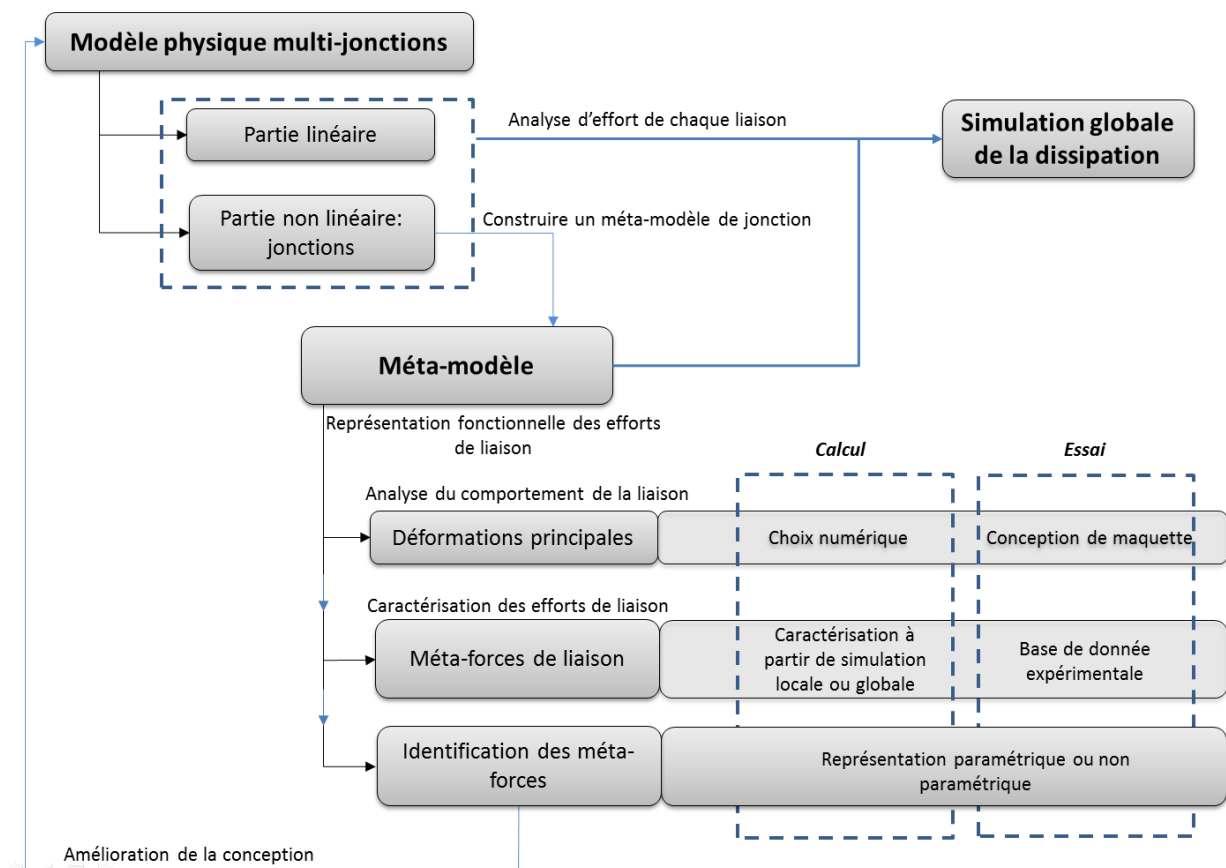 Modèle physique multi-jonctions
Partie linéaire
Analyse d'effort de chaque liaison
Simulation globale
de la dissipation
Partie non linéaire:
jonctions
Construire un méta-modèle de jonction
Méta-modèle
Représentation fonctionnelle des efforts
de liaison
Calcul
Essai
Analyse du comportement de la liaison
Déformations principales
Choix numérique
Conception de maquette
Caractérisation des efforts de liaison
Méta-forces de liaison
Caractérisation à
partir de simulation
locale ou globale
Base de donnée
expérimentale
Identification des méta-
forces
Représentation paramétrique ou non
paramétrique
Amélioration de la conception